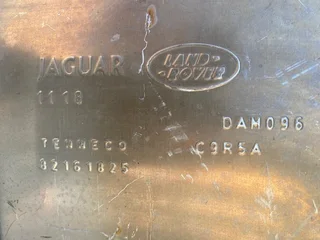 JAGUAR LAND-
-ROVER
1118
DAM096
TENNECO C9R5A
82161825